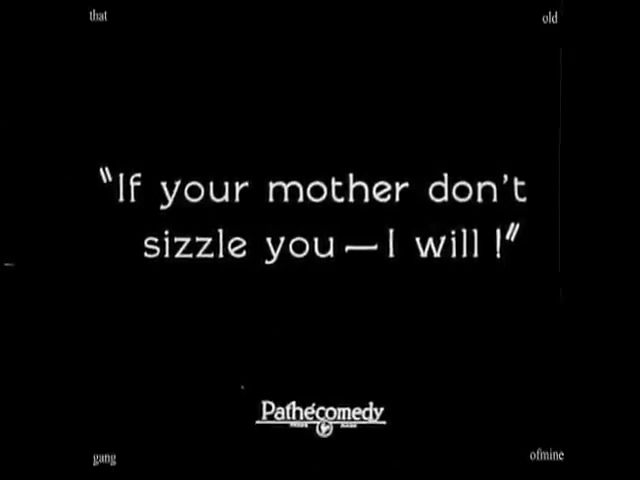 that old
“If your mother don't
sizzle you — I will !”
Pathécomedy
gang ofmine